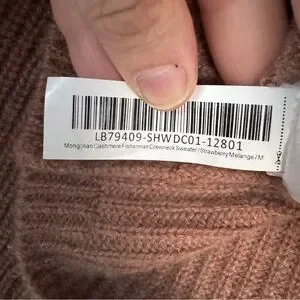 LB79409-SHWDC01-12801
Mongolian Cashmere Fisherman Crewneck Sweater / Strawberry Melange / M